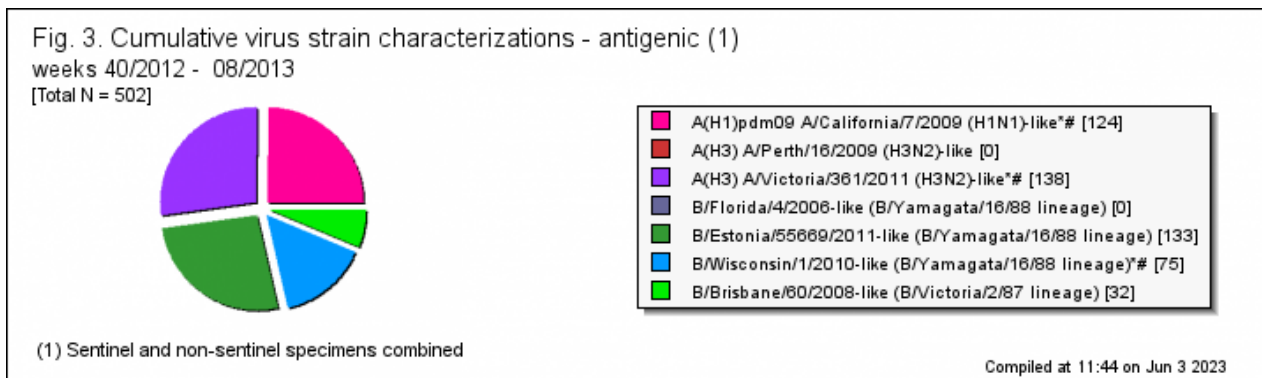 Fig. 3. Cumulative virus strain characterizations - antigenic (1)
weeks 40/2012 - 08/2013
[Total N = 502]
A(H1)pdm09 A/California/7/2009 (H1N1)-like*# [124]
A(H3) A/Perth/16/2009 (H3N2)-like [0]
A(H3) A/Victoria/361/2011 (H3N2)-like*# [138]
B/Florida/4/2006-like (B/Yamagata/16/88 lineage) [0]
B/Estonia/55669/2011-like (B/Yamagata/16/88 lineage) [133]
B/Wisconsin/1/2010-like (B/Yamagata/16/88 lineage)*# [75]
B/Brisbane/60/2008-like (B/Victoria/2/87 lineage) [32]
(1) Sentinel and non-sentinel specimens combined
Compiled at 11:44 on Jun 3 2023